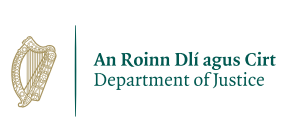 An Roinn Dlí agus Cirt
Department of Justice